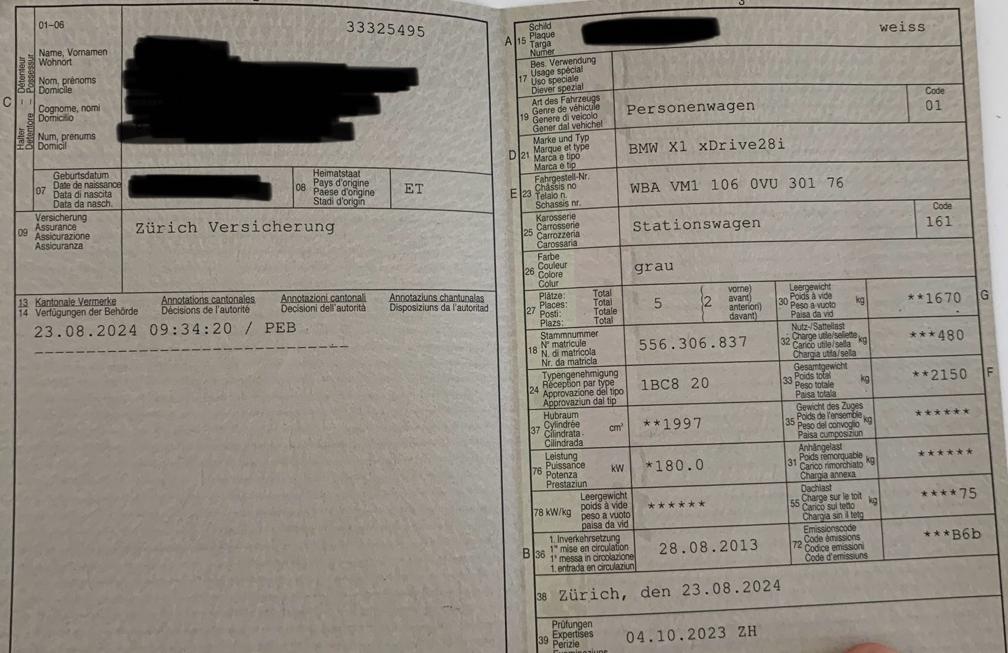 01-06
33325495
C
Halter Détenteur
Detentore – Possessur
Name, Vornamen
Wohnort
Nom, prénoms
Domicile
Cognome, nomi
Domicilio
Num, prenums
Domicil
07
Geburtsdatum
Date de naissance
Data di nascita
Data da nasch.
08
Heimatstaat
Pays d'origine
Paese d'origine
Stadi d'origin
ET
09
Versicherung
Assurance
Assicurazione
Assicuranza
Zürich Versicherung
13
14
Kantonale Vermerke
Verfügungen der Behörde
Annotations cantonales
Décisions de l'autorité
Annotazioni cantonali
Decisioni dell'autorità
Annotaziuns chantunalas
Disposiziuns da l'autoritad
23.08.2024 09:34:20 / PEB
3
A 15
Schild
Plaque
Targa
Numer
weiss
17
Bes. Verwendung
Usage spécial
Uso speciale
Diever spezial
19
Art des Fahrzeugs
Genre de véhicule
Genere di veicolo
Gener dal vehichel
Personenwagen
Code
01
D 21
Marke und Typ
Marque et type
Marca e tipo
Marca e tip
BMW X1 xDrive28i
E 23
Fahrgestell-Nr.
Châssis no
Telaio n.
Schassis nr.
WBA VM1 106 0VU 301 76
25
Karosserie
Carrosserie
Carrozzeria
Carossaria
Stationswagen
Code
161
26
Farbe
Couleur
Colore
Colur
grau
27
Plätze: Total
Places: Total
Posti: Totale
Plazs: Total
5
(2
vorne)
avant)
anteriori)
davant)
30
Leergewicht
Poids à vide
Peso a vuoto
Paisa da vid
kg
**1670
G
18
Stammnummer
N° matricule
N. di matricola
Nr. da matricla
556.306.837
32
Nutz-/Sattellast
Charge utile/sellette
Carico utile/sella
Chargia utila/sella
kg
***480
24
Typengenehmigung
Réception par type
Approvazione del tipo
Approvaziun dal tip
1BC8 20
33
Gesamtgewicht
Poids total
Peso totale
Paisa totala
kg
**2150
F
37
Hubraum
Cylindrée
Cilindrata
Cilindrada
cm³
**1997
35
Gewicht des Zuges
Poids de l'ensemble
Peso del convoglio
Paisa cumposiziun
kg
******
76
Leistung
Puissance
Potenza
Prestaziun
kW
*180.0
31
Anhängelast
Poids remorquable
Carico rimorchiato
Chargia annexa
kg
******
78 kW/kg
Leergewicht
poids à vide
peso a vuoto
paisa da vid
******
55
Dachlast
Charge sur le toit
Carico sul tetto
Chargia sin il tetg
kg
****75
B 36
1. Inverkehrsetzung
1re mise en circulation
1a messa in circolazione
1. entrada en circulaziun
28.08.2013
72
Emissionscode
Code émissions
Codice emissioni
Code d'emissiuns
***B6b
38
Zürich, den 23.08.2024
39
Prüfungen
Expertises
Perizie
04.10.2023 ZH